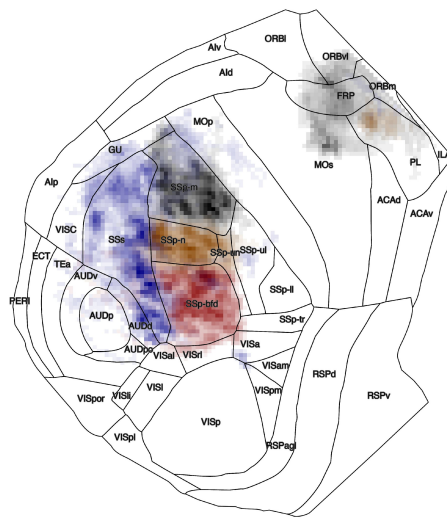 ORBl
AIv
ORBvl
AId
ORBm
FRP
MOp
ILA
GU
PL
MOs
AIp
SSp-m
ACAd
ACAv
VISC
SSs
SSp-n
ECT
SSp-un
SSp-ul
TEa
AUDv
SSp-ll
PERI
AUDp
SSp-bfd
AUDd
SSp-tr
AUDpo
VISal
VISrl
VISa
VISam
RSPd
VISl
VISpm
VISli
VISpor
RSPv
VISp
VISpl
RSPagl